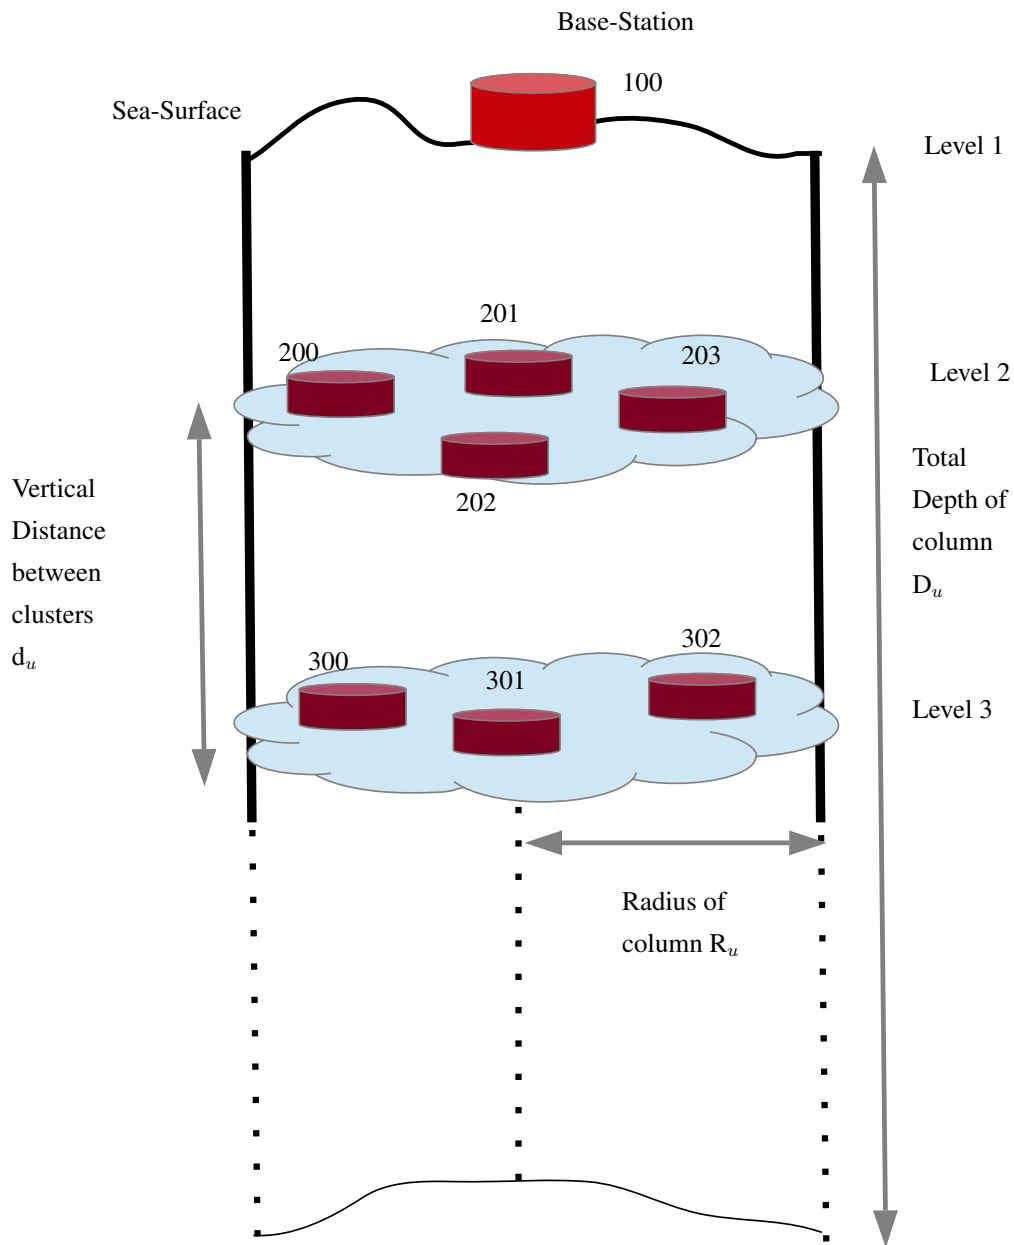 Base-Station
100
Sea-Surface
Level 1
201
200
203
Level 2
202
Vertical
Distance
between
clusters
d_u
Total
Depth of
column
D_u
300
301
302
Level 3
Radius of
column R_u